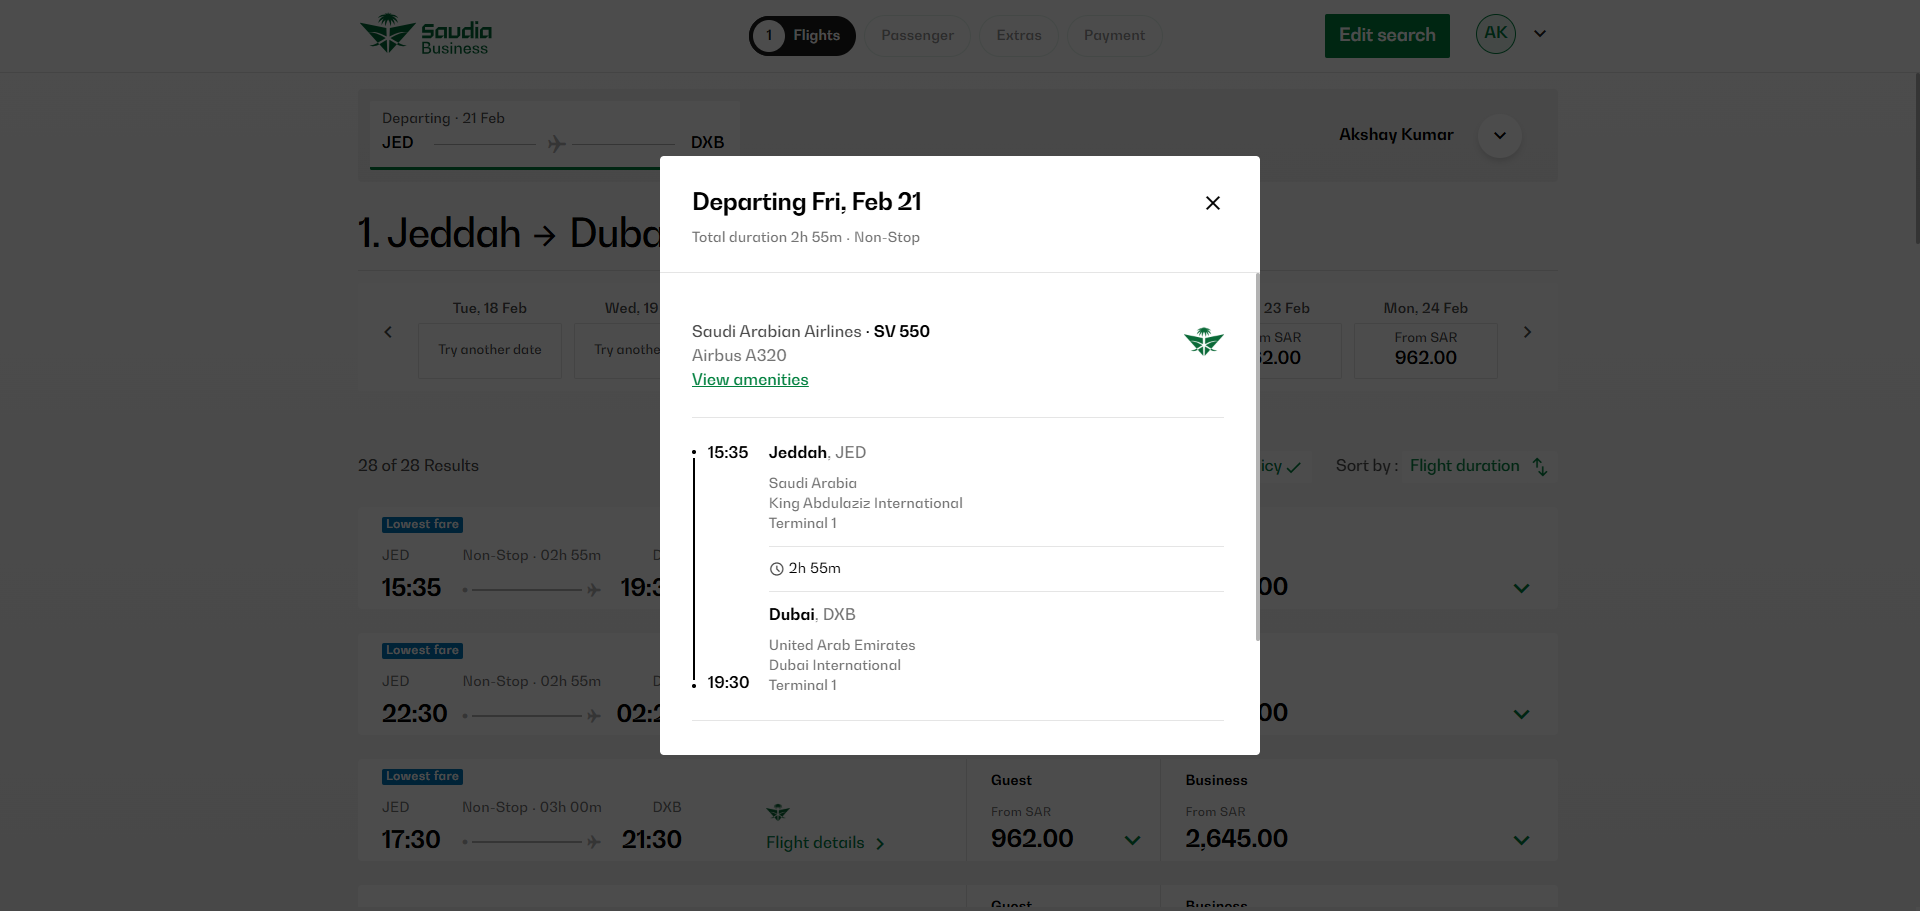 Saudia
Business
1 Flights
Passenger
Extras
Payment
Edit search
AK
Departing · 21 Feb
JED
DXB
Akshay Kumar
1. Jeddah → Dub
Tue, 18 Feb
Try another date
Wed, 19
Try
23 Feb
SAR
2.00
Mon, 24 Feb
From SAR
962.00
28 of 28 Results
Sort by :
Flight duration
Departing Fri, Feb 21
Total duration 2h 55m · Non-Stop
Saudi Arabian Airlines · SV 550
Airbus A320
View amenities
15:35
Jeddah, JED
Saudi Arabia
King Abdulaziz International
Terminal 1
2h 55m
Dubai, DXB
United Arab Emirates
Dubai International
19:30
Terminal 1
Lowest fare
JED
Non-Stop · 02h 55m
15:35
19:3
00
Lowest fare
JED
Non-Stop · 02h 55m
22:30
02:2
00
Lowest fare
JED
Non-Stop · 03h 00m
DXB
17:30
21:30
Flight details
Guest
From SAR
962.00
Business
From SAR
2,645.00
Guest
Business